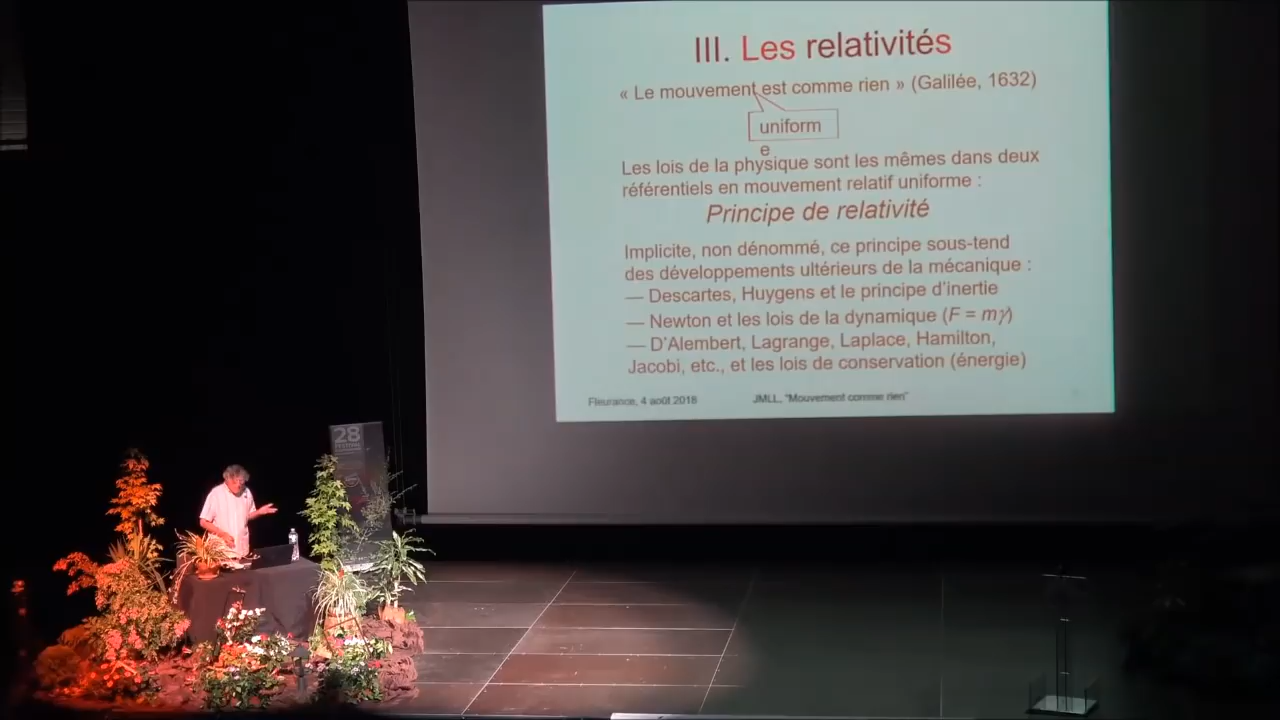 III. Les relativités
« Le mouvement est comme rien » (Galilée, 1632)
uniform
e
Les lois de la physique sont les mêmes dans deux
référentiels en mouvement relatif uniforme :
Principe de relativité
Implicite, non dénommé, ce principe sous-tend
des développements ultérieurs de la mécanique :
— Descartes, Huygens et le principe d'inertie
— Newton et les lois de la dynamique (F = mγ)
— D'Alembert, Lagrange, Laplace, Hamilton,
Jacobi, etc., et les lois de conservation (énergie)
Fleurance, 4 août 2018
JMLL, "Mouvement comme rien"
28